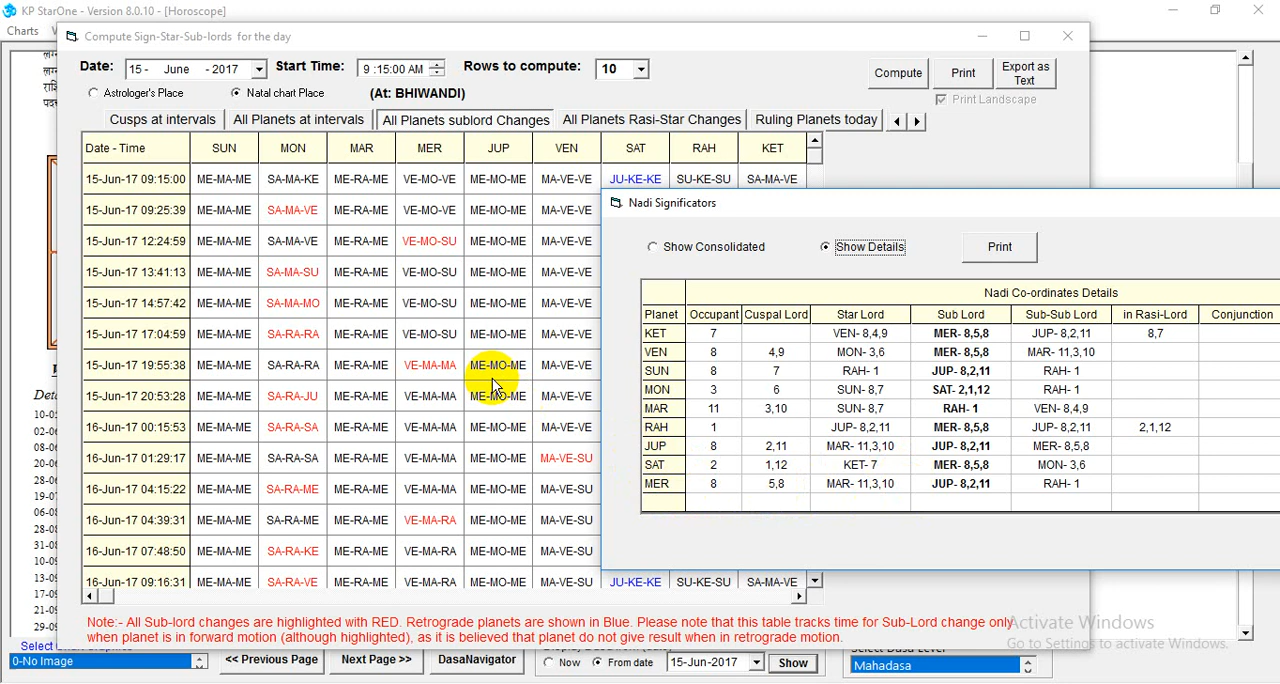 KP StarOne - Version 8.0.10 - [Horoscope]
Charts
Compute Sign-Star-Sub-lords for the day
Date: 15- June -2017 Start Time: 9 :15:00 AM Rows to compute: 10 Compute Print Export as Text
Astrologer's Place Natal chart Place (At: BHIWANDI) Print Landscape
Cusps at intervals All Planets at intervals All Planets sublord Changes All Planets Rasi-Star Changes Ruling Planets today
Date - Time SUN MON MAR MER JUP VEN SAT RAH KET
15-Jun-17 09:15:00 ME-MA-ME SA-MA-KE ME-RA-ME VE-MO-VE ME-MO-ME MA-VE-VE JU-KE-KE SU-KE-SU SA-MA-VE
15-Jun-17 09:25:39 ME-MA-ME SA-MA-VE ME-RA-ME VE-MO-VE ME-MO-ME MA-VE-VE
15-Jun-17 12:24:59 ME-MA-ME SA-MA-VE ME-RA-ME VE-MO-SU ME-MO-ME MA-VE-VE
15-Jun-17 13:41:13 ME-MA-ME SA-MA-SU ME-RA-ME VE-MO-SU ME-MO-ME MA-VE-VE
15-Jun-17 14:57:42 ME-MA-ME SA-MA-MO ME-RA-ME VE-MO-SU ME-MO-ME MA-VE-VE
15-Jun-17 17:04:59 ME-MA-ME SA-RA-RA ME-RA-ME VE-MO-SU ME-MO-ME MA-VE-VE
15-Jun-17 19:55:38 ME-MA-ME SA-RA-RA ME-RA-ME VE-MA-MA ME-MO-ME MA-VE-VE
15-Jun-17 20:53:28 ME-MA-ME SA-RA-JU ME-RA-ME VE-MA-MA ME-MO-ME MA-VE-VE
16-Jun-17 00:15:53 ME-MA-ME SA-RA-SA ME-RA-ME VE-MA-MA ME-MO-ME MA-VE-VE
16-Jun-17 01:29:17 ME-MA-ME SA-RA-SA ME-RA-ME VE-MA-MA ME-MO-ME MA-VE-SU
16-Jun-17 04:15:22 ME-MA-ME SA-RA-ME ME-RA-ME VE-MA-MA ME-MO-ME MA-VE-SU
16-Jun-17 04:39:31 ME-MA-ME SA-RA-ME ME-RA-ME VE-MA-RA ME-MO-ME MA-VE-SU
16-Jun-17 07:48:50 ME-MA-ME SA-RA-KE ME-RA-ME VE-MA-RA ME-MO-ME MA-VE-SU
16-Jun-17 09:16:31 ME-MA-ME SA-RA-VE ME-RA-ME VE-MA-RA ME-MO-ME MA-VE-SU JU-KE-KE SU-KE-SU SA-MA-VE
Nadi Significators
Show Consolidated Show Details Print
Nadi Co-ordinates Details
Planet Occupant Cuspal Lord Star Lord Sub Lord Sub-Sub Lord in Rasi-Lord Conjunction
KET 7 VEN- 8,4,9 MER- 8,5,8 JUP- 8,2,11 8,7
VEN 8 4,9 MON- 3,6 MER- 8,5,8 MAR- 11,3,10
SUN 8 7 RAH- 1 JUP- 8,2,11 RAH- 1
MON 3 6 SUN- 8,7 SAT- 2,1,12 RAH- 1
MAR 11 3,10 SUN- 8,7 RAH- 1 VEN- 8,4,9
RAH 1 JUP- 8,2,11 MER- 8,5,8 JUP- 8,2,11 2,1,12
JUP 8 2,11 MAR- 11,3,10 JUP- 8,2,11 MER- 8,5,8
SAT 2 1,12 KET- 7 MER- 8,5,8 MON- 3,6
MER 8 5,8 MAR- 11,3,10 JUP- 8,2,11 RAH- 1
Note:- All Sub-lord changes are highlighted with RED. Retrograde planets are shown in Blue. Please note that this table tracks time for Sub-Lord change only
when planet is in forward motion (although highlighted), as it is believed that planet do not give result when in retrograde motion.
Activate Windows
Go to Settings to activate Windows.
Select
0-No Image << Previous Page Next Page >> DasaNavigator Now From date 15-Jun-2017 Show Mahadasa